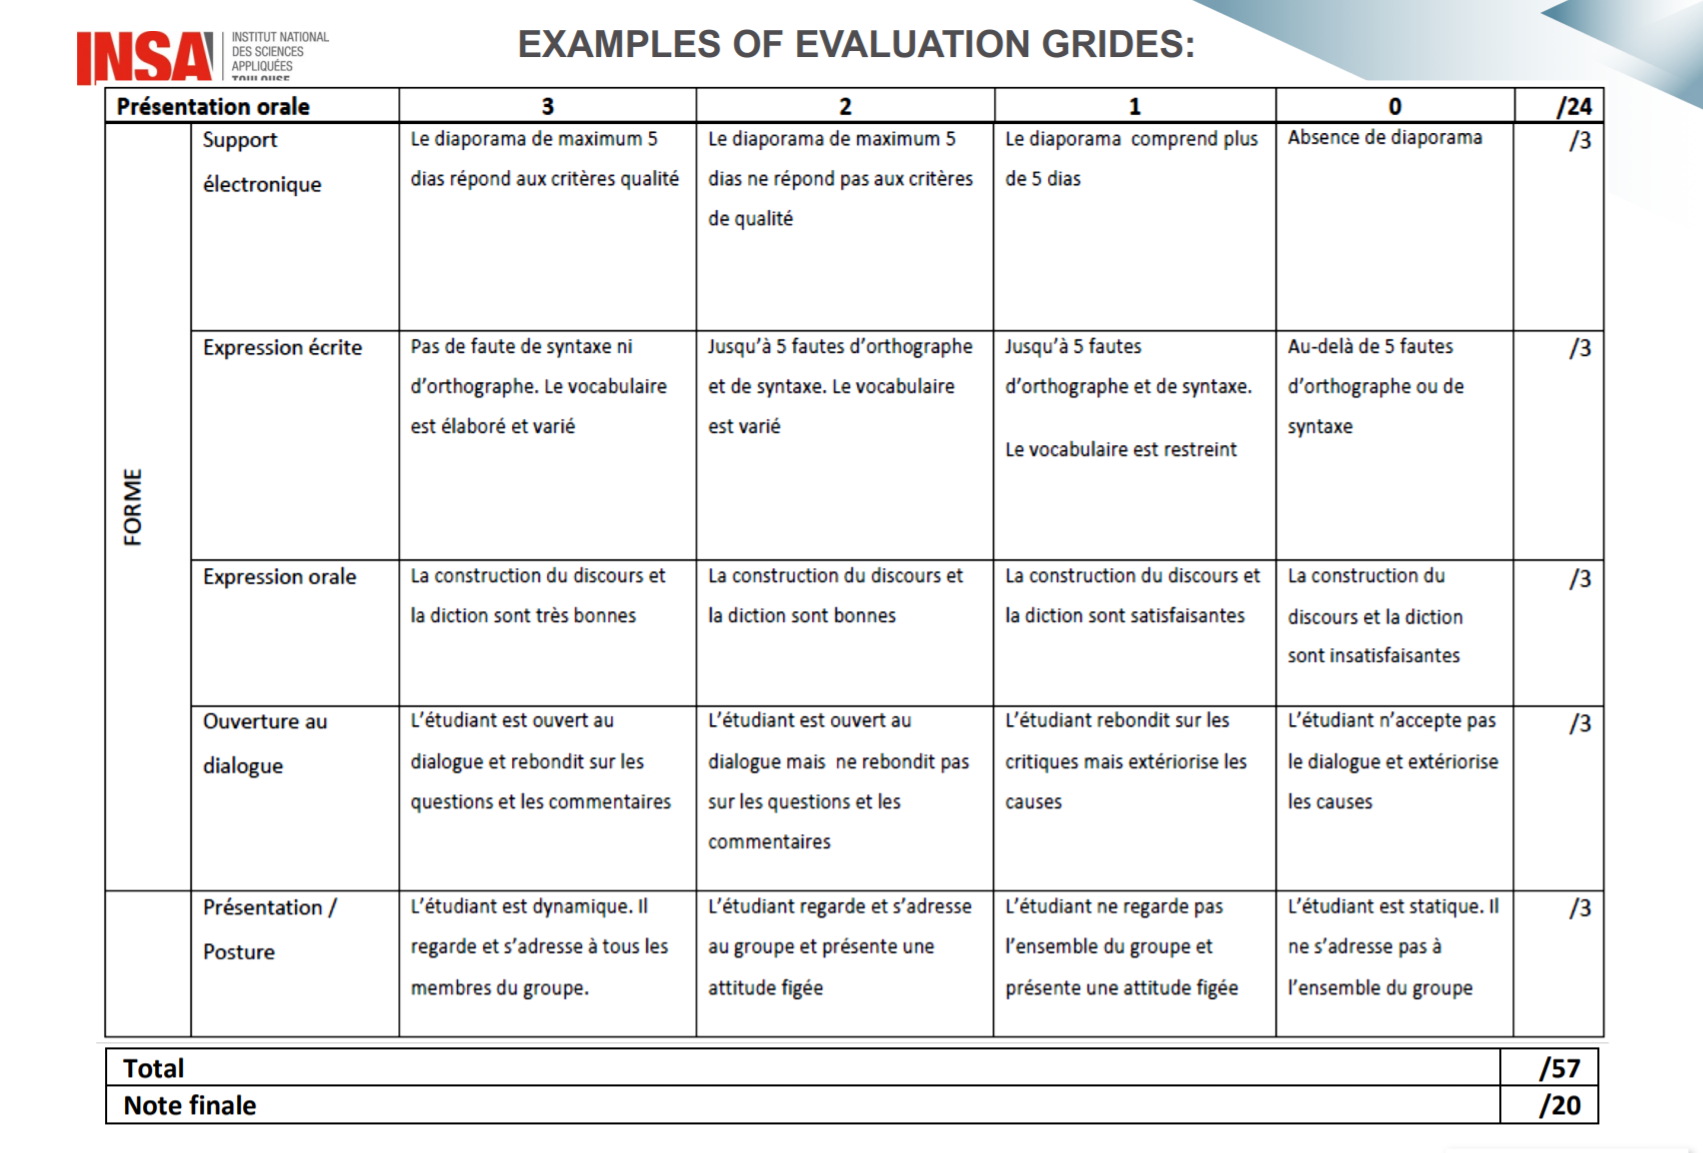 INSA
INSTITUT NATIONAL
DES SCIENCES
APPLIQUÉES
TOULOUSE
EXAMPLES OF EVALUATION GRIDES:
Présentation orale 3 2 1 0 /24
FORME
Support
électronique
Le diaporama de maximum 5
dias répond aux critères qualité
Le diaporama de maximum 5
dias ne répond pas aux critères
de qualité
Le diaporama comprend plus
de 5 dias
Absence de diaporama
/3
Expression écrite
Pas de faute de syntaxe ni
d'orthographe. Le vocabulaire
est élaboré et varié
Jusqu'à 5 fautes d'orthographe
et de syntaxe. Le vocabulaire
est varié
Jusqu'à 5 fautes
d'orthographe et de syntaxe.
Le vocabulaire est restreint
Au-delà de 5 fautes
d'orthographe ou de
syntaxe
/3
Expression orale
La construction du discours et
la diction sont très bonnes
La construction du discours et
la diction sont bonnes
La construction du discours et
la diction sont satisfaisantes
La construction du
discours et la diction
sont insatisfaisantes
/3
Ouverture au
dialogue
L'étudiant est ouvert au
dialogue et rebondit sur les
questions et les commentaires
L'étudiant est ouvert au
dialogue mais ne rebondit pas
sur les questions et les
commentaires
L'étudiant rebondit sur les
critiques mais extériorise les
causes
L'étudiant n'accepte pas
le dialogue et extériorise
les causes
/3
Présentation /
Posture
L'étudiant est dynamique. Il
regarde et s'adresse à tous les
membres du groupe.
L'étudiant regarde et s'adresse
au groupe et présente une
attitude figée
L'étudiant ne regarde pas
l'ensemble du groupe et
présente une attitude figée
L'étudiant est statique. Il
ne s'adresse pas à
l'ensemble du groupe
/3
Total /57
Note finale /20